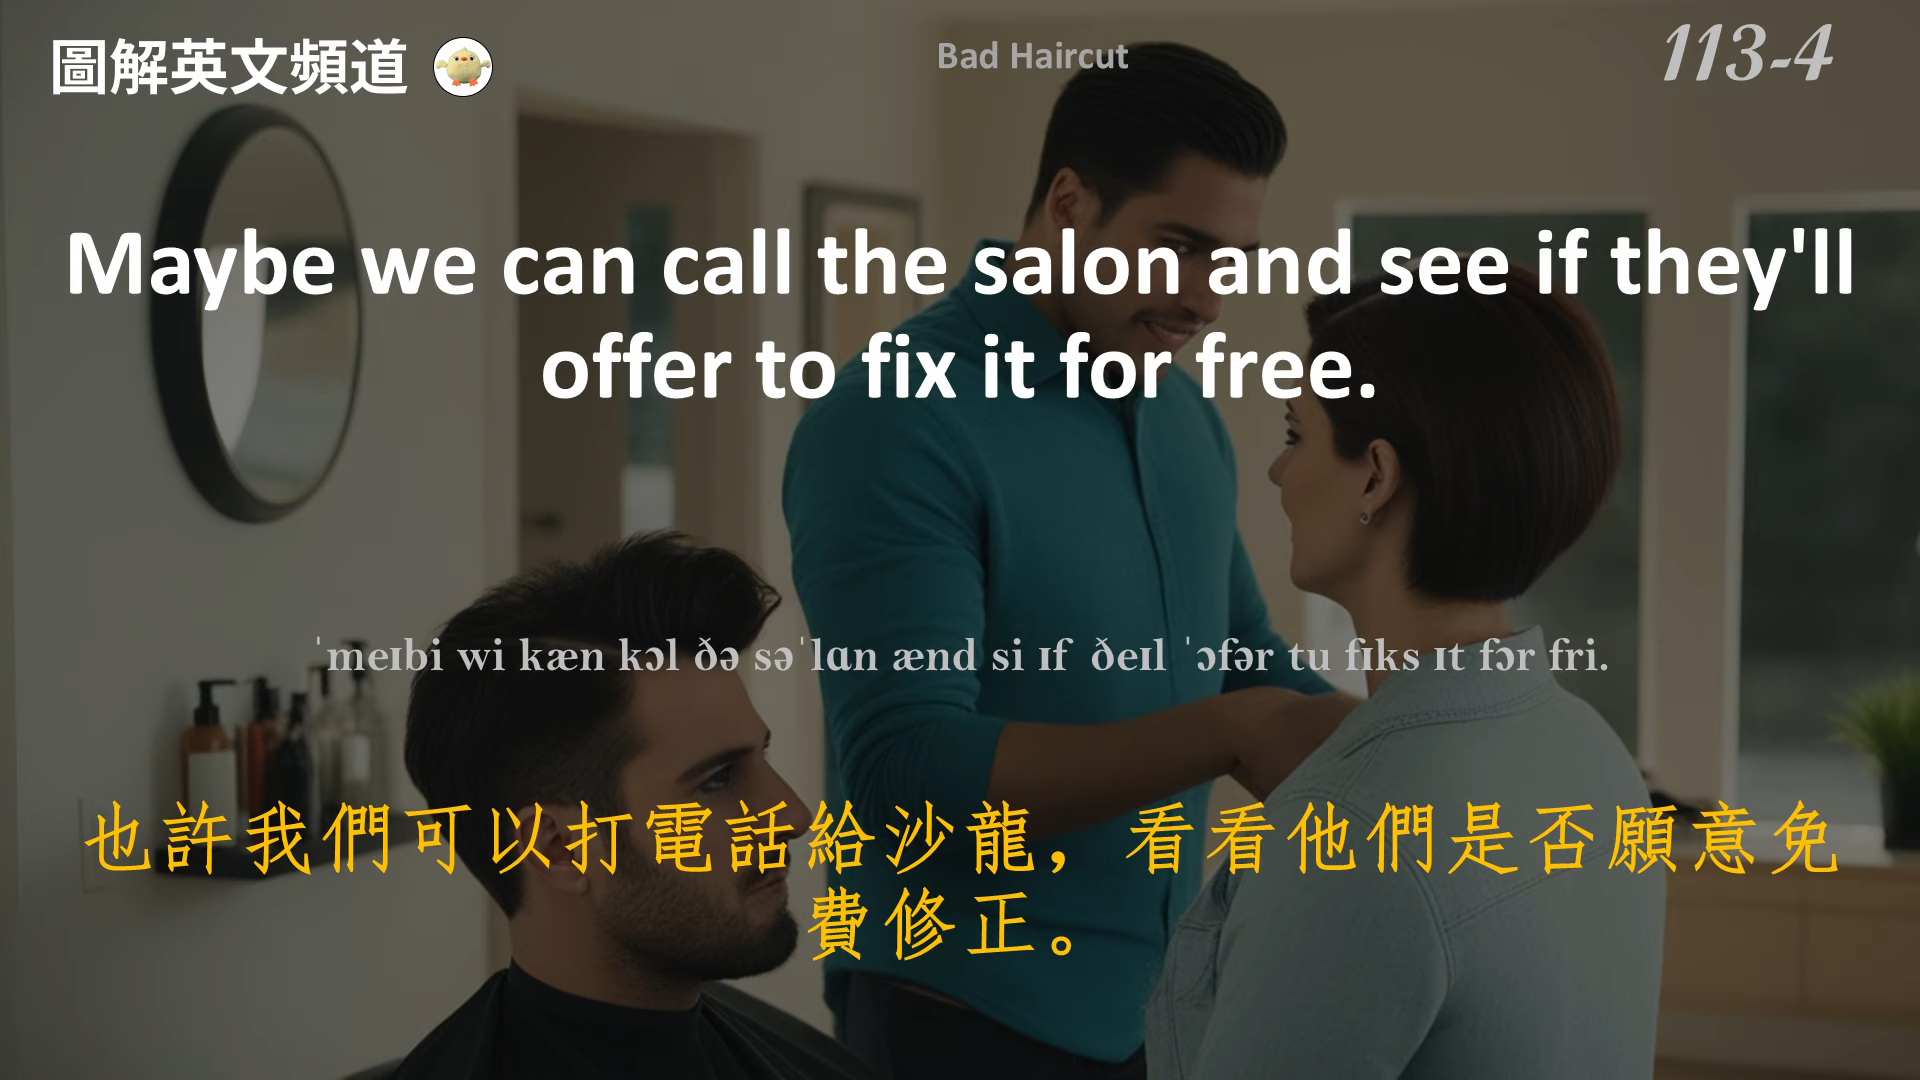 圖解英文頻道
Bad Haircut
113-4
Maybe we can call the salon and see if they'll
offer to fix it for free.
ˈmeɪbi wi kæn kɔl ðə səˈlɑn ænd si ɪf ðeɪl ˈɔfər tu fɪks ɪt fɔr fri.
也許我們可以打電話給沙龍，看看他們是否願意免
費修正。